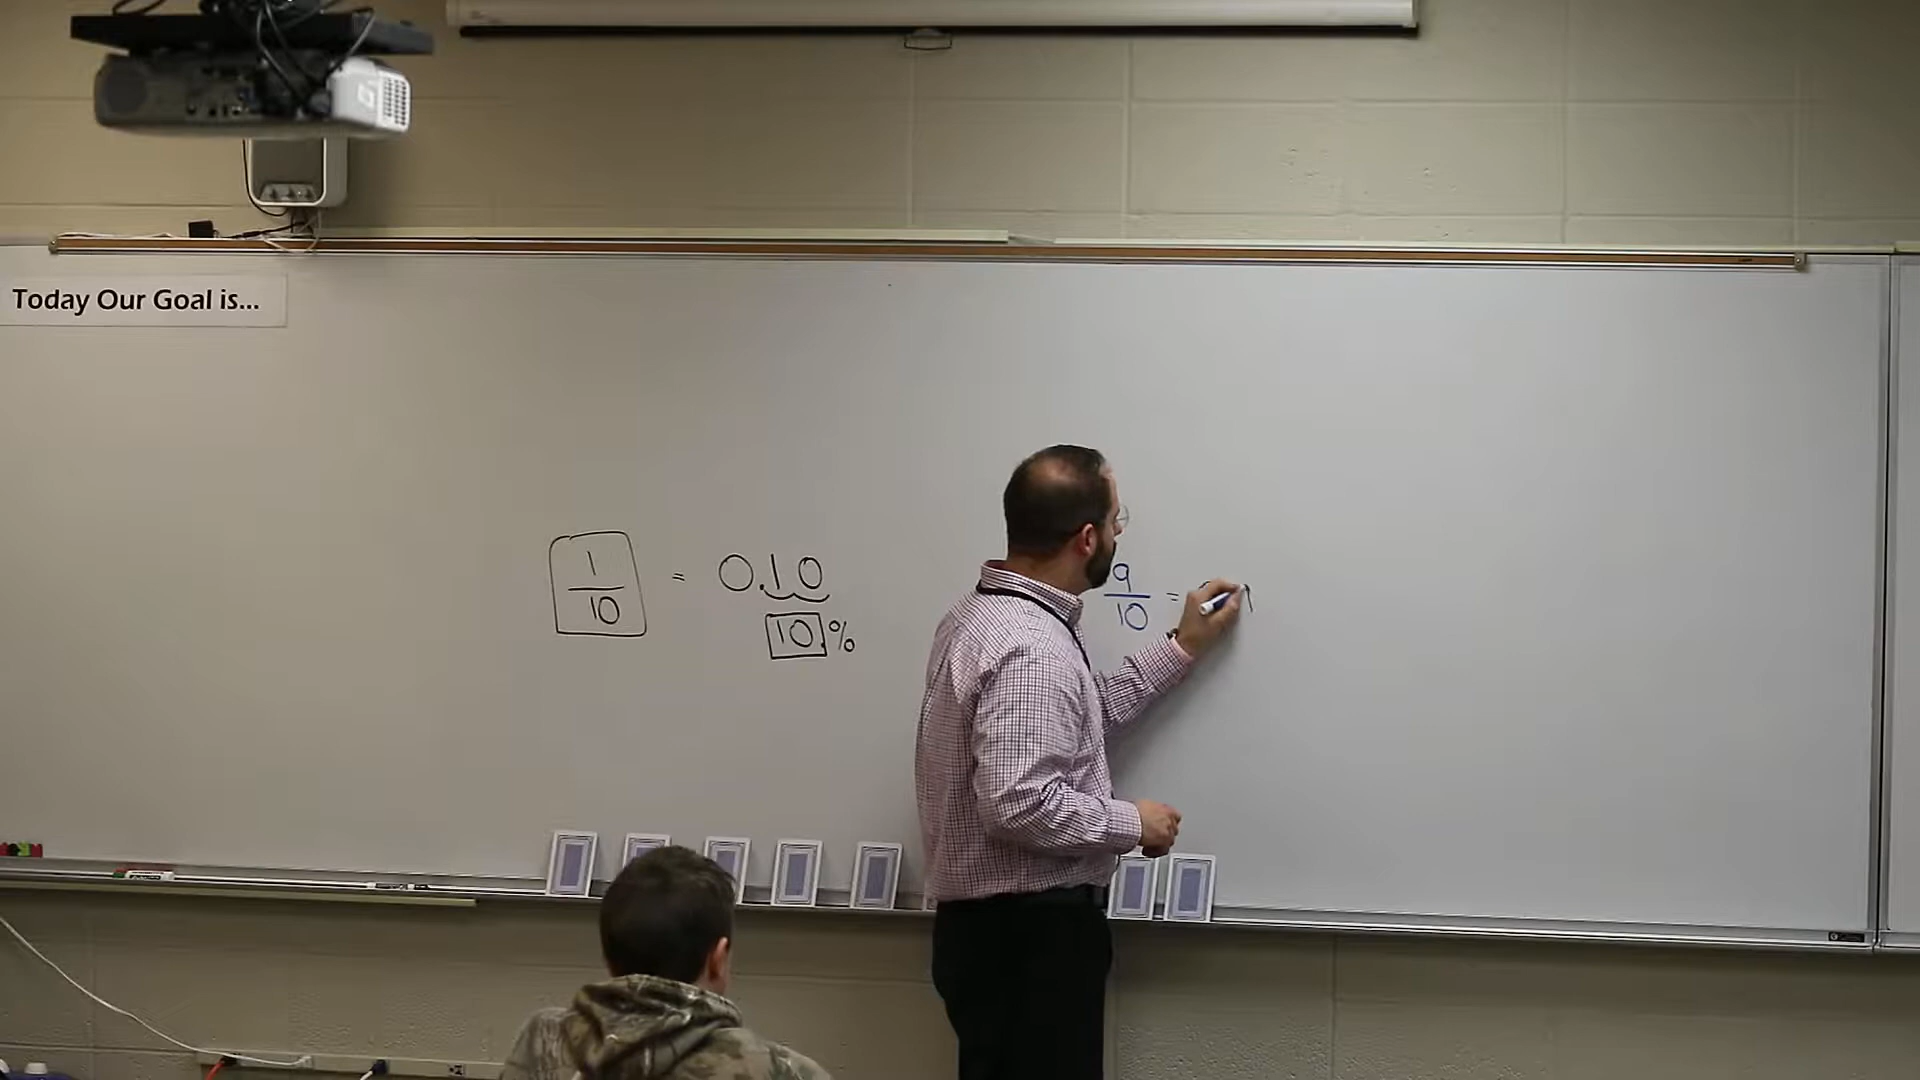 Today Our Goal is...
1/10 = 0.10
10.%
9/10 =